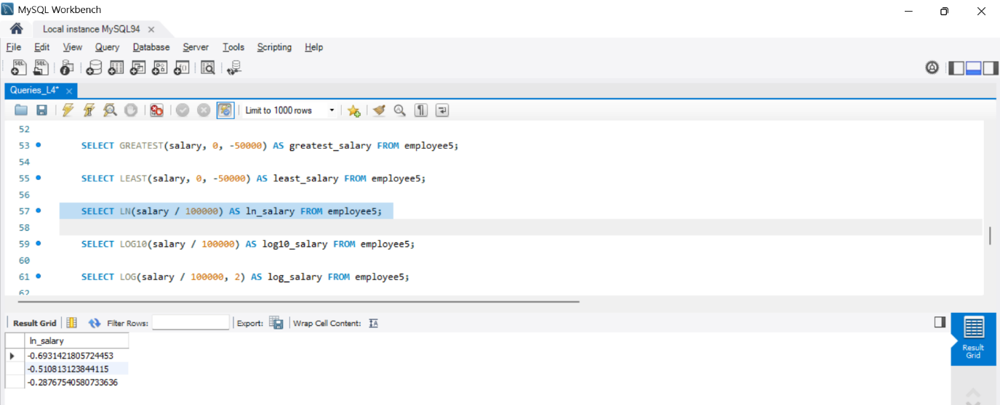 MySQL Workbench
Local instance MySQL94
File Edit View Query Database Server Tools Scripting Help
Queries_L4*
Limit to 1000 rows
52
53 SELECT GREATEST(salary, 0, -50000) AS greatest_salary FROM employee5;
54
55 SELECT LEAST(salary, 0, -50000) AS least_salary FROM employee5;
56
57 SELECT LN(salary / 100000) AS ln_salary FROM employee5;
58
59 SELECT LOG10(salary / 100000) AS log10_salary FROM employee5;
60
61 SELECT LOG(salary / 100000, 2) AS log_salary FROM employee5;
62
Result Grid Filter Rows: Export: Wrap Cell Content: IA
ln_salary
-0.6931421805724453
-0.510813123844115
-0.28767540580733636
Result
Grid